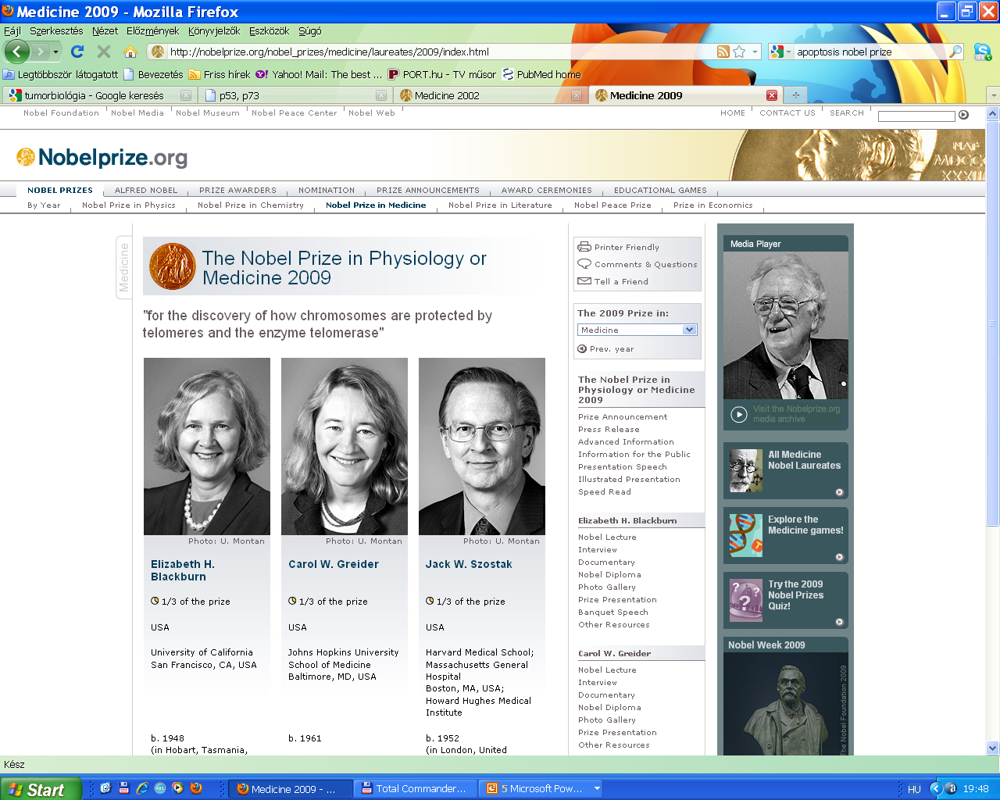 Medicine 2009 - Mozilla Firefox
Fájl Szerkesztés Nézet Előzmények Könyvjelzők Eszközök Súgó
http://nobelprize.org/nobel_prizes/medicine/laureates/2009/index.html
apoptosis nobel prize
Legtöbbször látogatott Bevezetés Friss hírek Yahoo! Mail: The best ... PORT.hu - TV műsor PubMed home
tumorbiológia - Google keresés
p53, p73
Medicine 2002
Medicine 2009
Nobel Foundation Nobel Media Nobel Museum Nobel Peace Center Nobel Web
HOME CONTACT US SEARCH
Nobelprize.org
NOBEL PRIZES ALFRED NOBEL PRIZE AWARDERS NOMINATION PRIZE ANNOUNCEMENTS AWARD CEREMONIES EDUCATIONAL GAMES
By Year Nobel Prize in Physics Nobel Prize in Chemistry Nobel Prize in Medicine Nobel Prize in Literature Nobel Peace Prize Prize in Economics
Medicine
The Nobel Prize in Physiology or
Medicine 2009
"for the discovery of how chromosomes are protected by
telomeres and the enzyme telomerase"
Photo: U. Montan
Elizabeth H.
Blackburn
1/3 of the prize
USA
University of California
San Francisco, CA, USA
b. 1948
(in Hobart, Tasmania,
Photo: U. Montan
Carol W. Greider
1/3 of the prize
USA
Johns Hopkins University
School of Medicine
Baltimore, MD, USA
b. 1961
Photo: U. Montan
Jack W. Szostak
1/3 of the prize
USA
Harvard Medical School;
Massachusetts General
Hospital
Boston, MA, USA;
Howard Hughes Medical
Institute
b. 1952
(in London, United
Printer Friendly
Comments & Questions
Tell a Friend
The 2009 Prize in:
Medicine
Prev. year
The Nobel Prize in
Physiology or Medicine
2009
Prize Announcement
Press Release
Advanced Information
Information for the Public
Presentation Speech
Illustrated Presentation
Speed Read
Elizabeth H. Blackburn
Nobel Lecture
Interview
Documentary
Nobel Diploma
Photo Gallery
Prize Presentation
Banquet Speech
Other Resources
Carol W. Greider
Nobel Lecture
Interview
Documentary
Nobel Diploma
Photo Gallery
Prize Presentation
Other Resources
Media Player
Visit the Nobelprize.org
media archive
All Medicine
Nobel Laureates
Explore the
Medicine games!
Try the 2009
Nobel Prizes
Quiz!
Nobel Week 2009
The Nobel Foundation 2009
Kész
Start
Medicine 2009 - ...
Total Commander...
5 Microsoft Pow...
HU
19:48